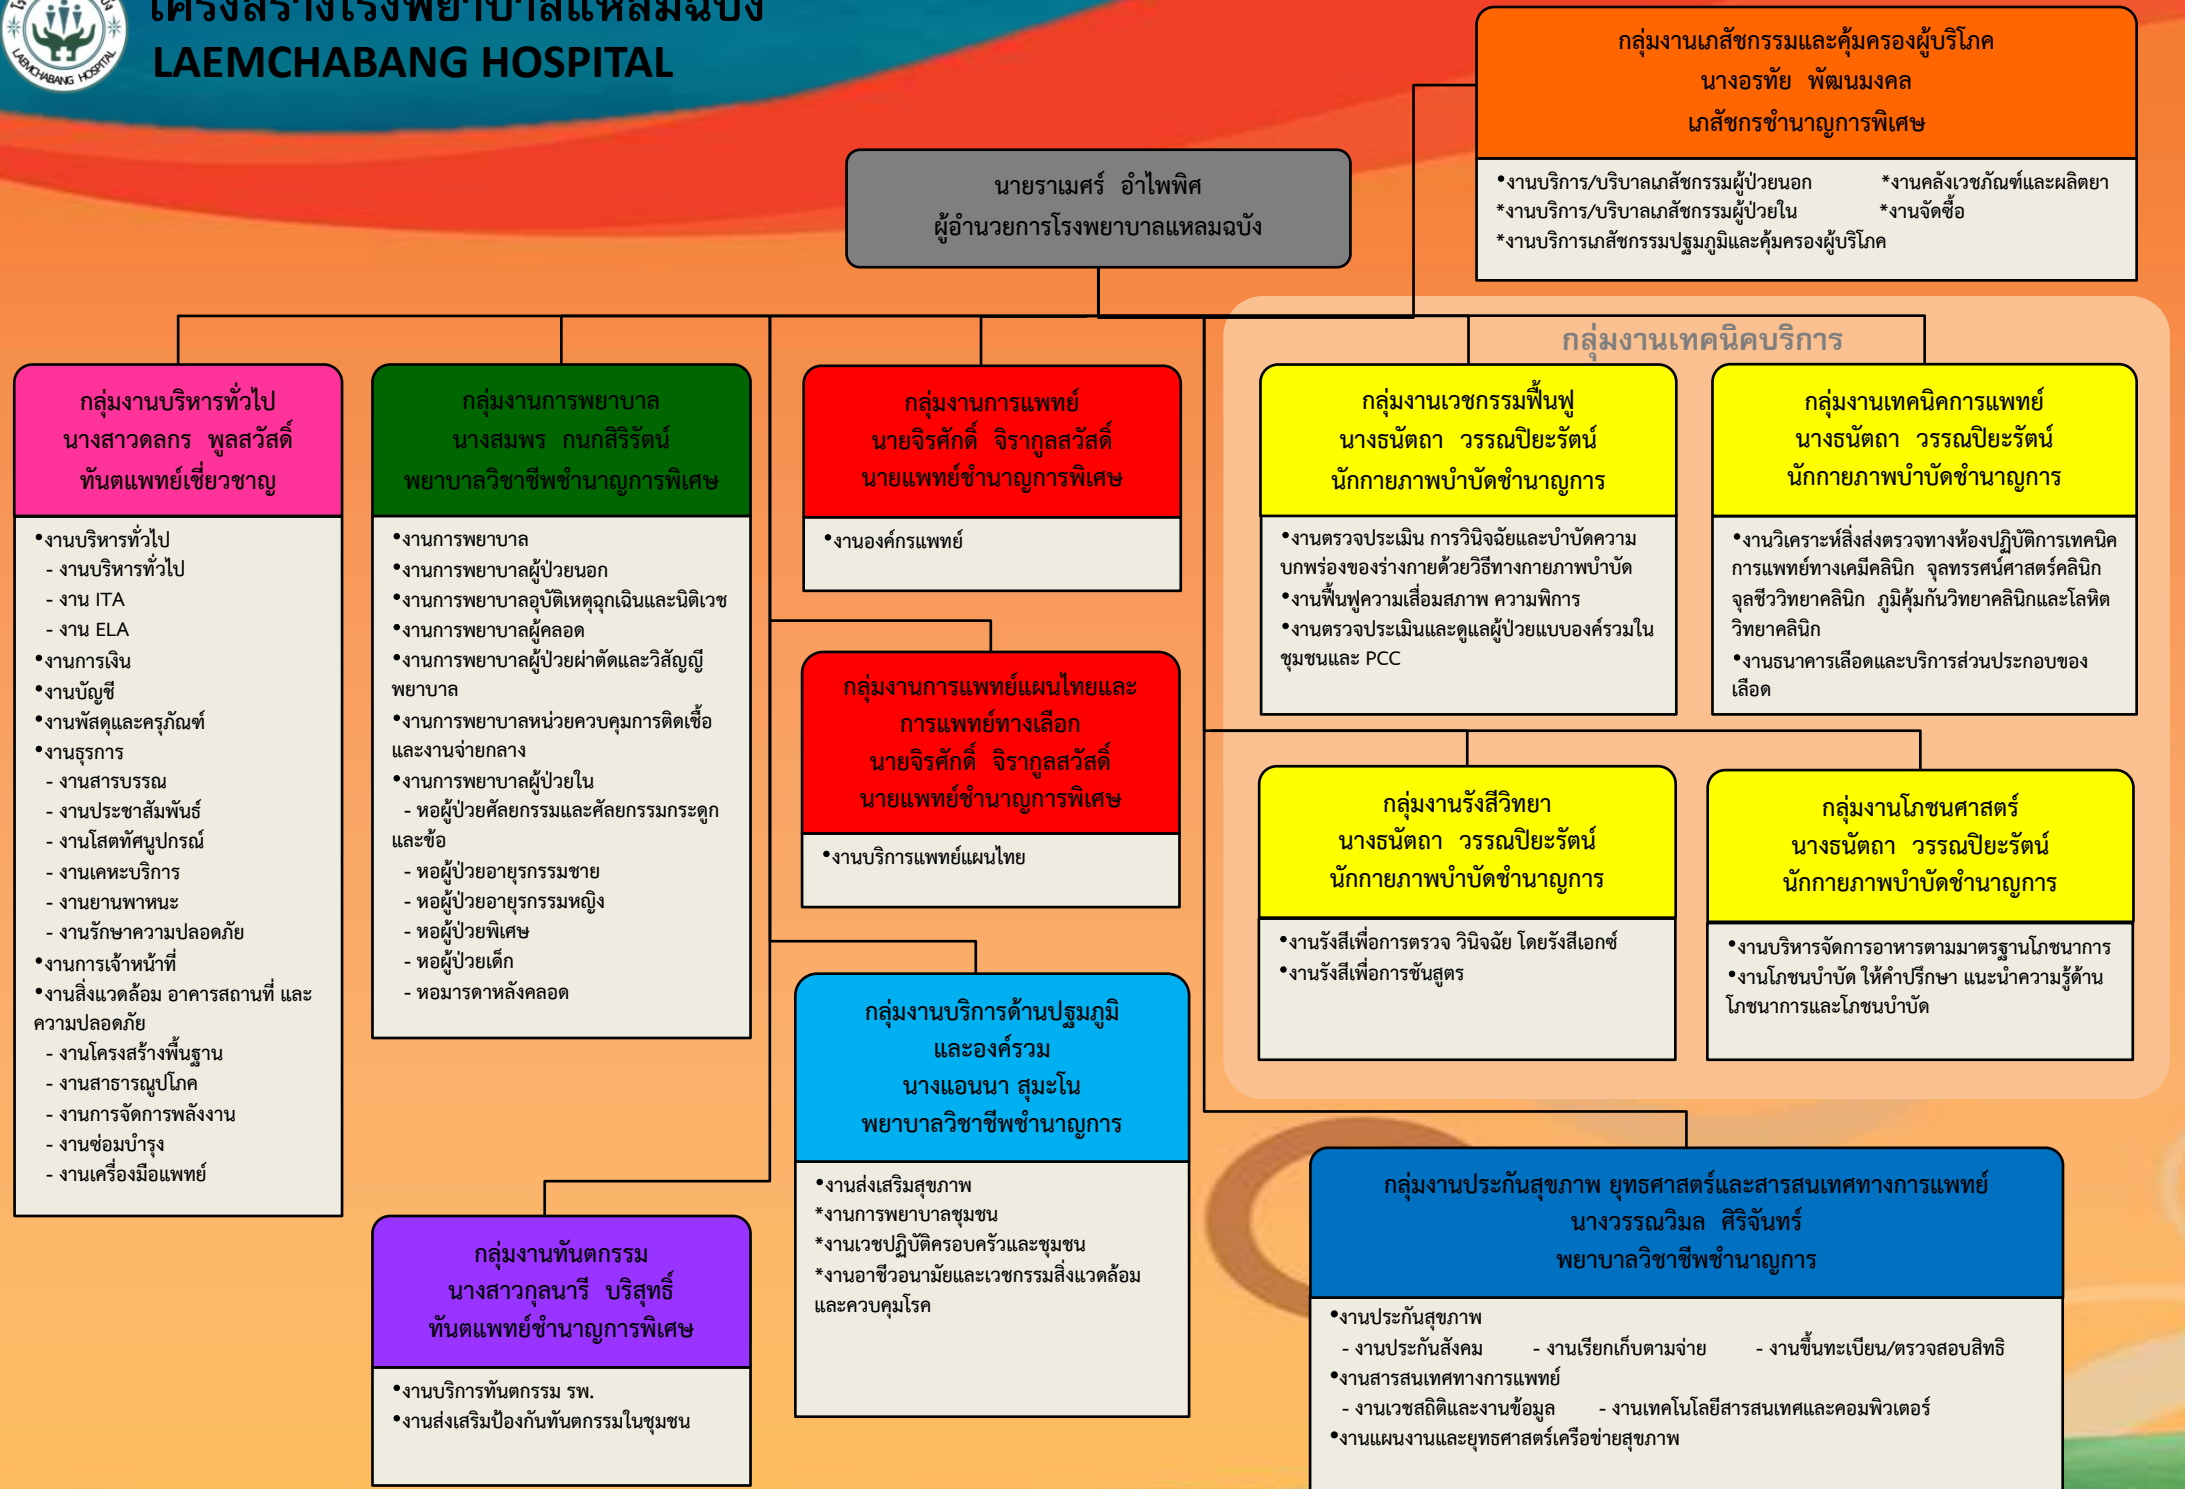 โครงสร้างโรงพยาบาลแหลมฉบัง
LAEMCHABANG HOSPITAL
LAEMCHABANG HOSPITAL
กลุ่มงานเภสัชกรรมและคุ้มครองผู้บริโภค
นางอรทัย พัฒนมงคล
เภสัชกรชำนาญการพิเศษ
•งานบริการ/บริบาลเภสัชกรรมผู้ป่วยนอก *งานคลังเวชภัณฑ์และผลิตยา
*งานบริการ/บริบาลเภสัชกรรมผู้ป่วยใน *งานจัดซื้อ
*งานบริการเภสัชกรรมปฐมภูมิและคุ้มครองผู้บริโภค
นายราเมศร์ อำไพพิศ
ผู้อำนวยการโรงพยาบาลแหลมฉบัง
กลุ่มงานบริหารทั่วไป
นางสาวดลกร พูลสวัสดิ์
ทันตแพทย์เชี่ยวชาญ
•งานบริหารทั่วไป
- งานบริหารทั่วไป
- งาน ITA
- งาน ELA
•งานการเงิน
•งานบัญชี
•งานพัสดุและครุภัณฑ์
•งานธุรการ
- งานสารบรรณ
- งานประชาสัมพันธ์
- งานโสตทัศนูปกรณ์
- งานเคหะบริการ
- งานยานพาหนะ
- งานรักษาความปลอดภัย
•งานการเจ้าหน้าที่
•งานสิ่งแวดล้อม อาคารสถานที่ และ
ความปลอดภัย
- งานโครงสร้างพื้นฐาน
- งานสาธารณูปโภค
- งานการจัดการพลังงาน
- งานซ่อมบำรุง
- งานเครื่องมือแพทย์
กลุ่มงานการพยาบาล
นางสมพร กนกสิริรัตน์
พยาบาลวิชาชีพชำนาญการพิเศษ
•งานการพยาบาล
•งานการพยาบาลผู้ป่วยนอก
•งานการพยาบาลอุบัติเหตุฉุกเฉินและนิติเวช
•งานการพยาบาลผู้คลอด
•งานการพยาบาลผู้ป่วยผ่าตัดและวิสัญญี
พยาบาล
•งานการพยาบาลหน่วยควบคุมการติดเชื้อ
และงานจ่ายกลาง
•งานการพยาบาลผู้ป่วยใน
- หอผู้ป่วยศัลยกรรมและศัลยกรรมกระดูก
และข้อ
- หอผู้ป่วยอายุรกรรมชาย
- หอผู้ป่วยอายุรกรรมหญิง
- หอผู้ป่วยพิเศษ
- หอผู้ป่วยเด็ก
- หอมารดาหลังคลอด
กลุ่มงานทันตกรรม
นางสาวกุลนารี บริสุทธิ์
ทันตแพทย์ชำนาญการพิเศษ
•งานบริการทันตกรรม รพ.
•งานส่งเสริมป้องกันทันตกรรมในชุมชน
กลุ่มงานการแพทย์
นายจิรศักดิ์ จิรากูลสวัสดิ์
นายแพทย์ชำนาญการพิเศษ
•งานองค์กรแพทย์
กลุ่มงานการแพทย์แผนไทยและ
การแพทย์ทางเลือก
นายจิรศักดิ์ จิรากูลสวัสดิ์
นายแพทย์ชำนาญการพิเศษ
•งานบริการแพทย์แผนไทย
กลุ่มงานบริการด้านปฐมภูมิ
และองค์รวม
นางแอนนา สุมะโน
พยาบาลวิชาชีพชำนาญการ
•งานส่งเสริมสุขภาพ
*งานการพยาบาลชุมชน
*งานเวชปฏิบัติครอบครัวและชุมชน
*งานอาชีวอนามัยและเวชกรรมสิ่งแวดล้อม
และควบคุมโรค
กลุ่มงานเทคนิคบริการ
กลุ่มงานเวชกรรมฟื้นฟู
นางธนัตถา วรรณปิยะรัตน์
นักกายภาพบำบัดชำนาญการ
•งานตรวจประเมิน การวินิจฉัยและบำบัดความ
บกพร่องของร่างกายด้วยวิธีทางกายภาพบำบัด
•งานฟื้นฟูความเสื่อมสภาพ ความพิการ
•งานตรวจประเมินและดูแลผู้ป่วยแบบองค์รวมใน
ชุมชนและ PCC
กลุ่มงานเทคนิคการแพทย์
นางธนัตถา วรรณปิยะรัตน์
นักกายภาพบำบัดชำนาญการ
•งานวิเคราะห์สิ่งส่งตรวจทางห้องปฏิบัติการเทคนิค
การแพทย์ทางเคมีคลินิก จุลทรรศน์ศาสตร์คลินิก
จุลชีววิทยาคลินิก ภูมิคุ้มกันวิทยาคลินิกและโลหิต
วิทยาคลินิก
•งานธนาคารเลือดและบริการส่วนประกอบของ
เลือด
กลุ่มงานรังสีวิทยา
นางธนัตถา วรรณปิยะรัตน์
นักกายภาพบำบัดชำนาญการ
•งานรังสีเพื่อการตรวจ วินิจฉัย โดยรังสีเอกซ์
•งานรังสีเพื่อการชันสูตร
กลุ่มงานโภชนศาสตร์
นางธนัตถา วรรณปิยะรัตน์
นักกายภาพบำบัดชำนาญการ
•งานบริหารจัดการอาหารตามมาตรฐานโภชนาการ
•งานโภชนบำบัด ให้คำปรึกษา แนะนำความรู้ด้าน
โภชนาการและโภชนบำบัด
กลุ่มงานประกันสุขภาพ ยุทธศาสตร์และสารสนเทศทางการแพทย์
นางวรรณวิมล ศิริจันทร์
พยาบาลวิชาชีพชำนาญการ
•งานประกันสุขภาพ
- งานประกันสังคม - งานเรียกเก็บตามจ่าย - งานขึ้นทะเบียน/ตรวจสอบสิทธิ
•งานสารสนเทศทางการแพทย์
- งานเวชสถิติและงานข้อมูล - งานเทคโนโลยีสารสนเทศและคอมพิวเตอร์
•งานแผนงานและยุทธศาสตร์เครือข่ายสุขภาพ